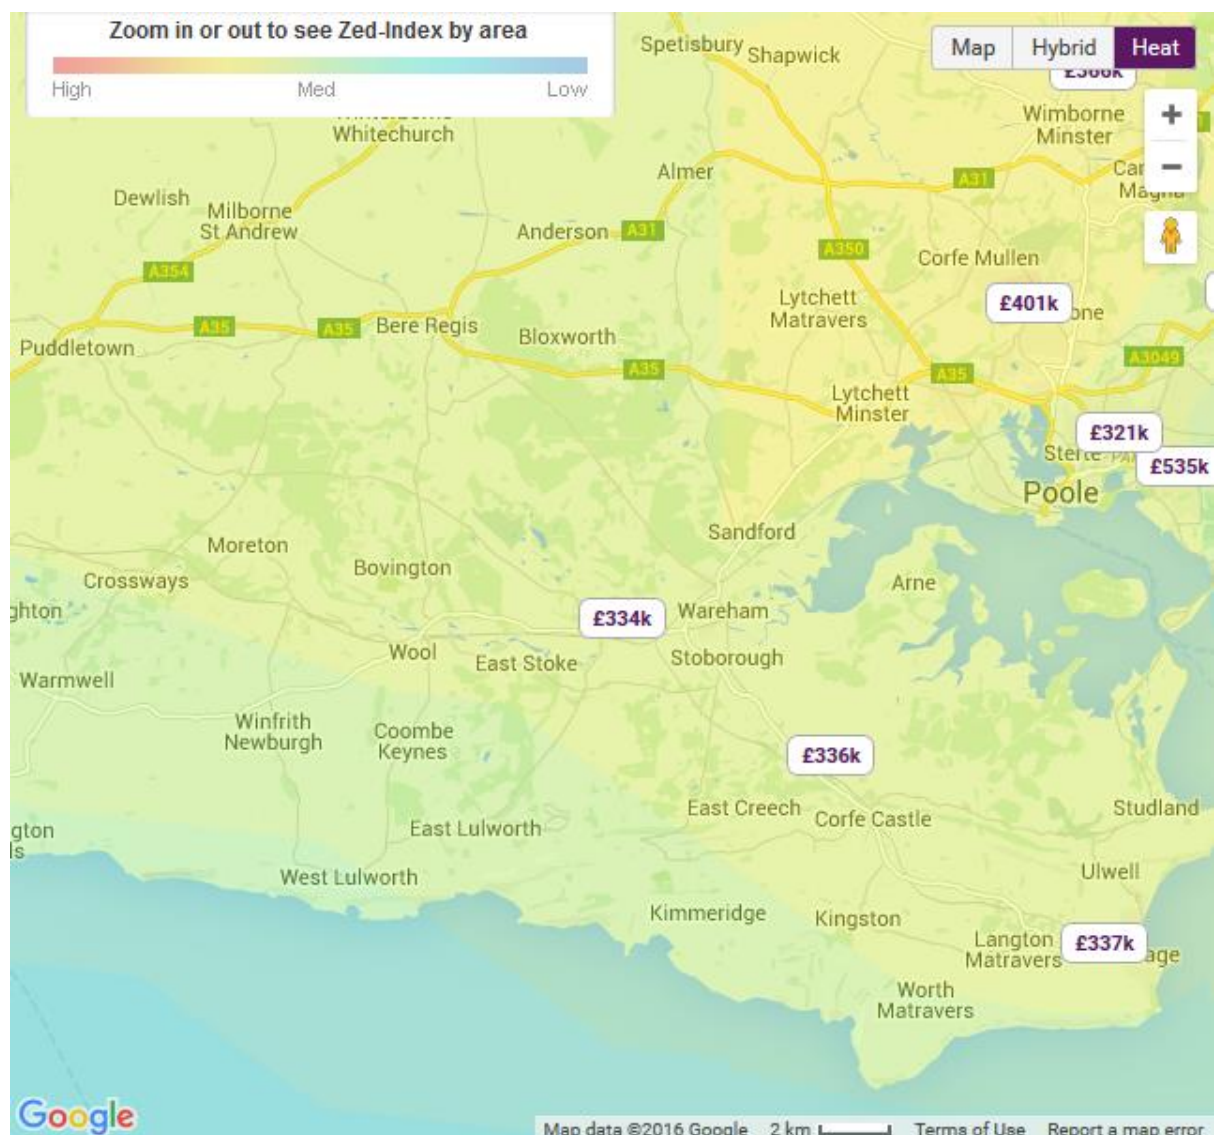 Zoom in or out to see Zed-Index by area
High Med Low
Map Hybrid Heat
Spetisbury
Shapwick
£366k
Whitechurch
Wimborne
Minster
+
−
Almer
A31
Magna
Dewlish
Milborne
St Andrew
Anderson
A31
A350
Corfe Mullen
A354
Lytchett
Matravers
£401k
A35
A35
Bere Regis
Bloxworth
Puddletown
A3049
A35
A35
Lytchett
Minster
£321k
Sterte
£535k
Poole
Sandford
Moreton
Bovington
Crossways
Arne
£334k
Wareham
Wool
East Stoke
Stoborough
Warmwell
Winfrith
Newburgh
Coombe
Keynes
£336k
East Creech
Corfe Castle
Studland
East Lulworth
West Lulworth
Ulwell
Kimmeridge
Kingston
Langton
Matravers
£337k
Worth
Matravers
Google
Map data ©2016 Google 2 km Terms of Use Report a map error